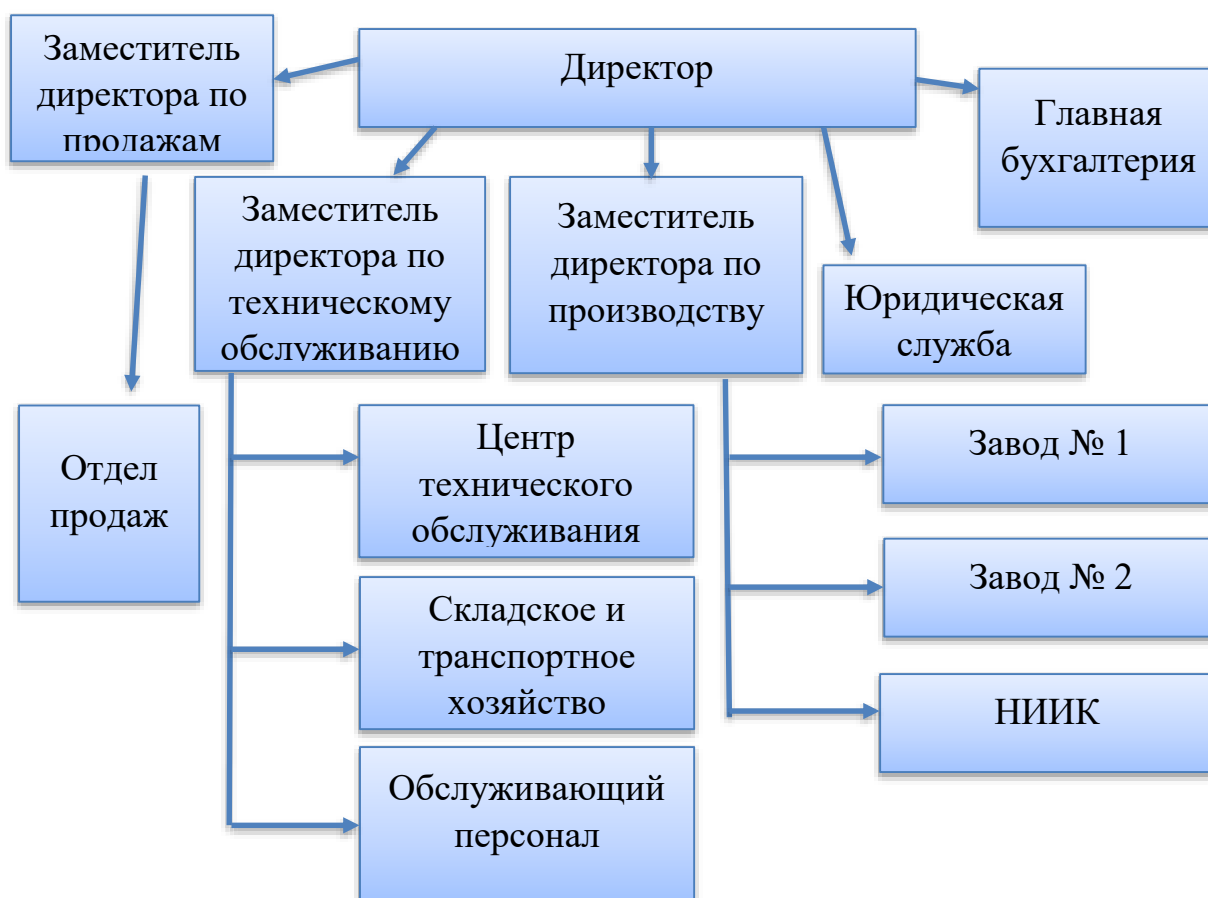 Заместитель
директора по
продажам
Директор
Главная
бухгалтерия
Заместитель
директора по
техническому
обслуживанию
Заместитель
директора по
производству
Юридическая
служба
Отдел
продаж
Центр
технического
обслуживания
Завод № 1
Складское и
транспортное
хозяйство
Завод № 2
НИИК
Обслуживающий
персонал